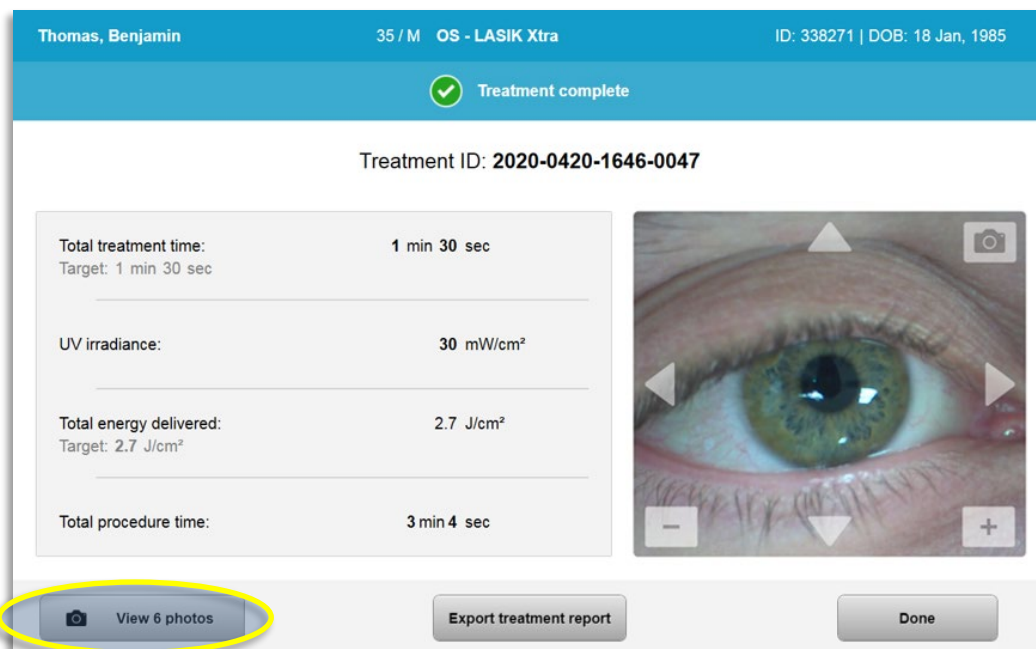 Thomas, Benjamin 35 / M OS - LASIK Xtra ID: 338271 | DOB: 18 Jan, 1985
Treatment complete
Treatment ID: 2020-0420-1646-0047
Total treatment time: 1 min 30 sec
Target: 1 min 30 sec
UV irradiance: 30 mW/cm²
Total energy delivered: 2.7 J/cm²
Target: 2.7 J/cm²
Total procedure time: 3 min 4 sec
View 6 photos Export treatment report Done